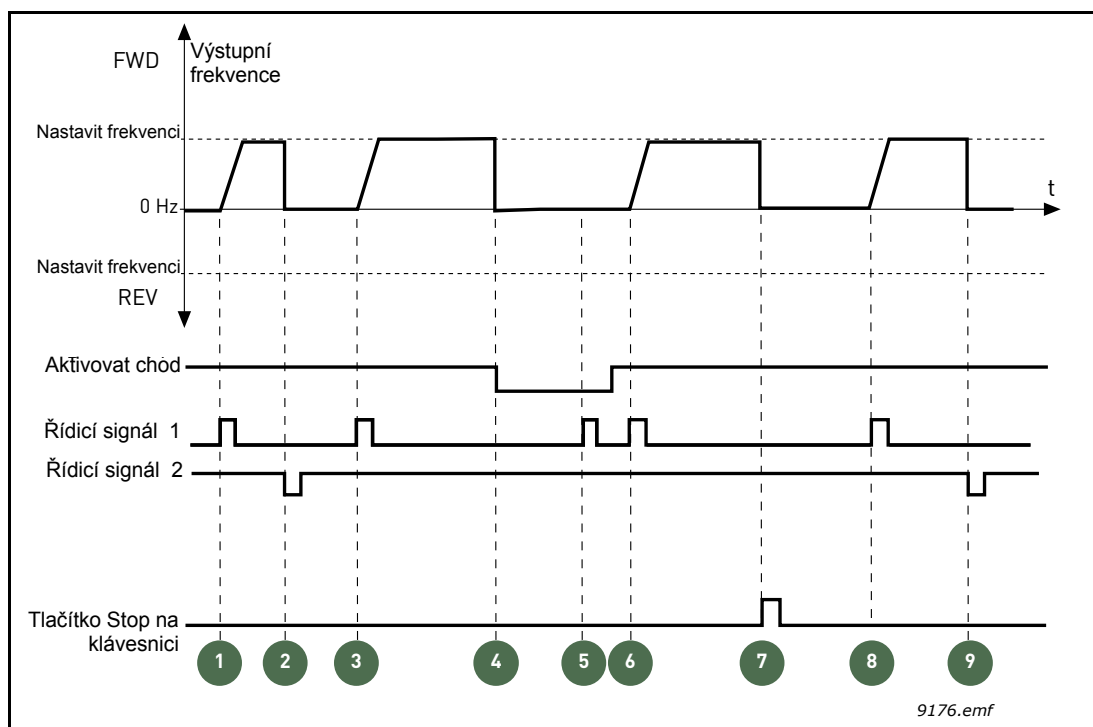 FWD
Výstupní
frekvence
Nastavit frekvenci
0 Hz
t
Nastavit frekvenci
REV
Aktivovat chod
Řídicí signál 1
Řídicí signál 2
Tlačítko Stop na
klávesnici
1 2 3 4 5 6 7 8 9
9176.emf